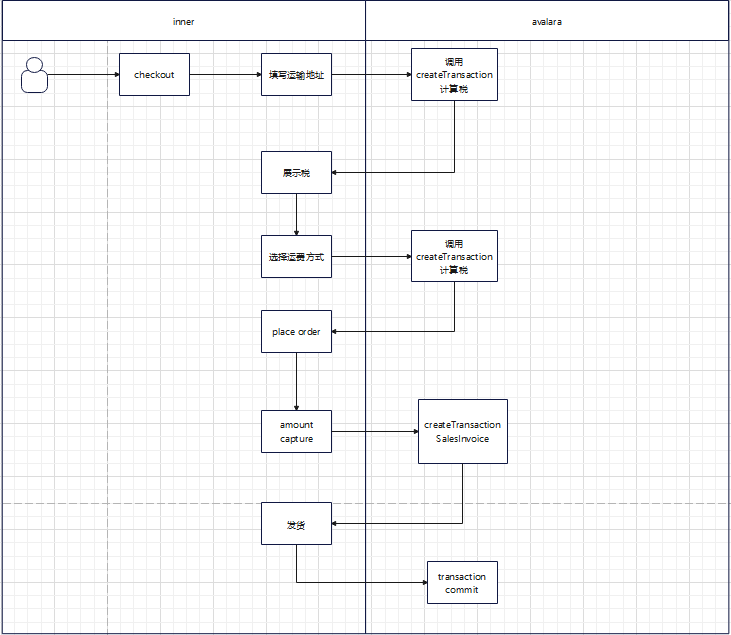 inner
avalara
checkout
填写运输地址
调用
createTransaction
计算税
展示税
选择运费方式
调用
createTransaction
计算税
place order
amount
capture
createTransaction
SalesInvoice
发货
transaction
commit